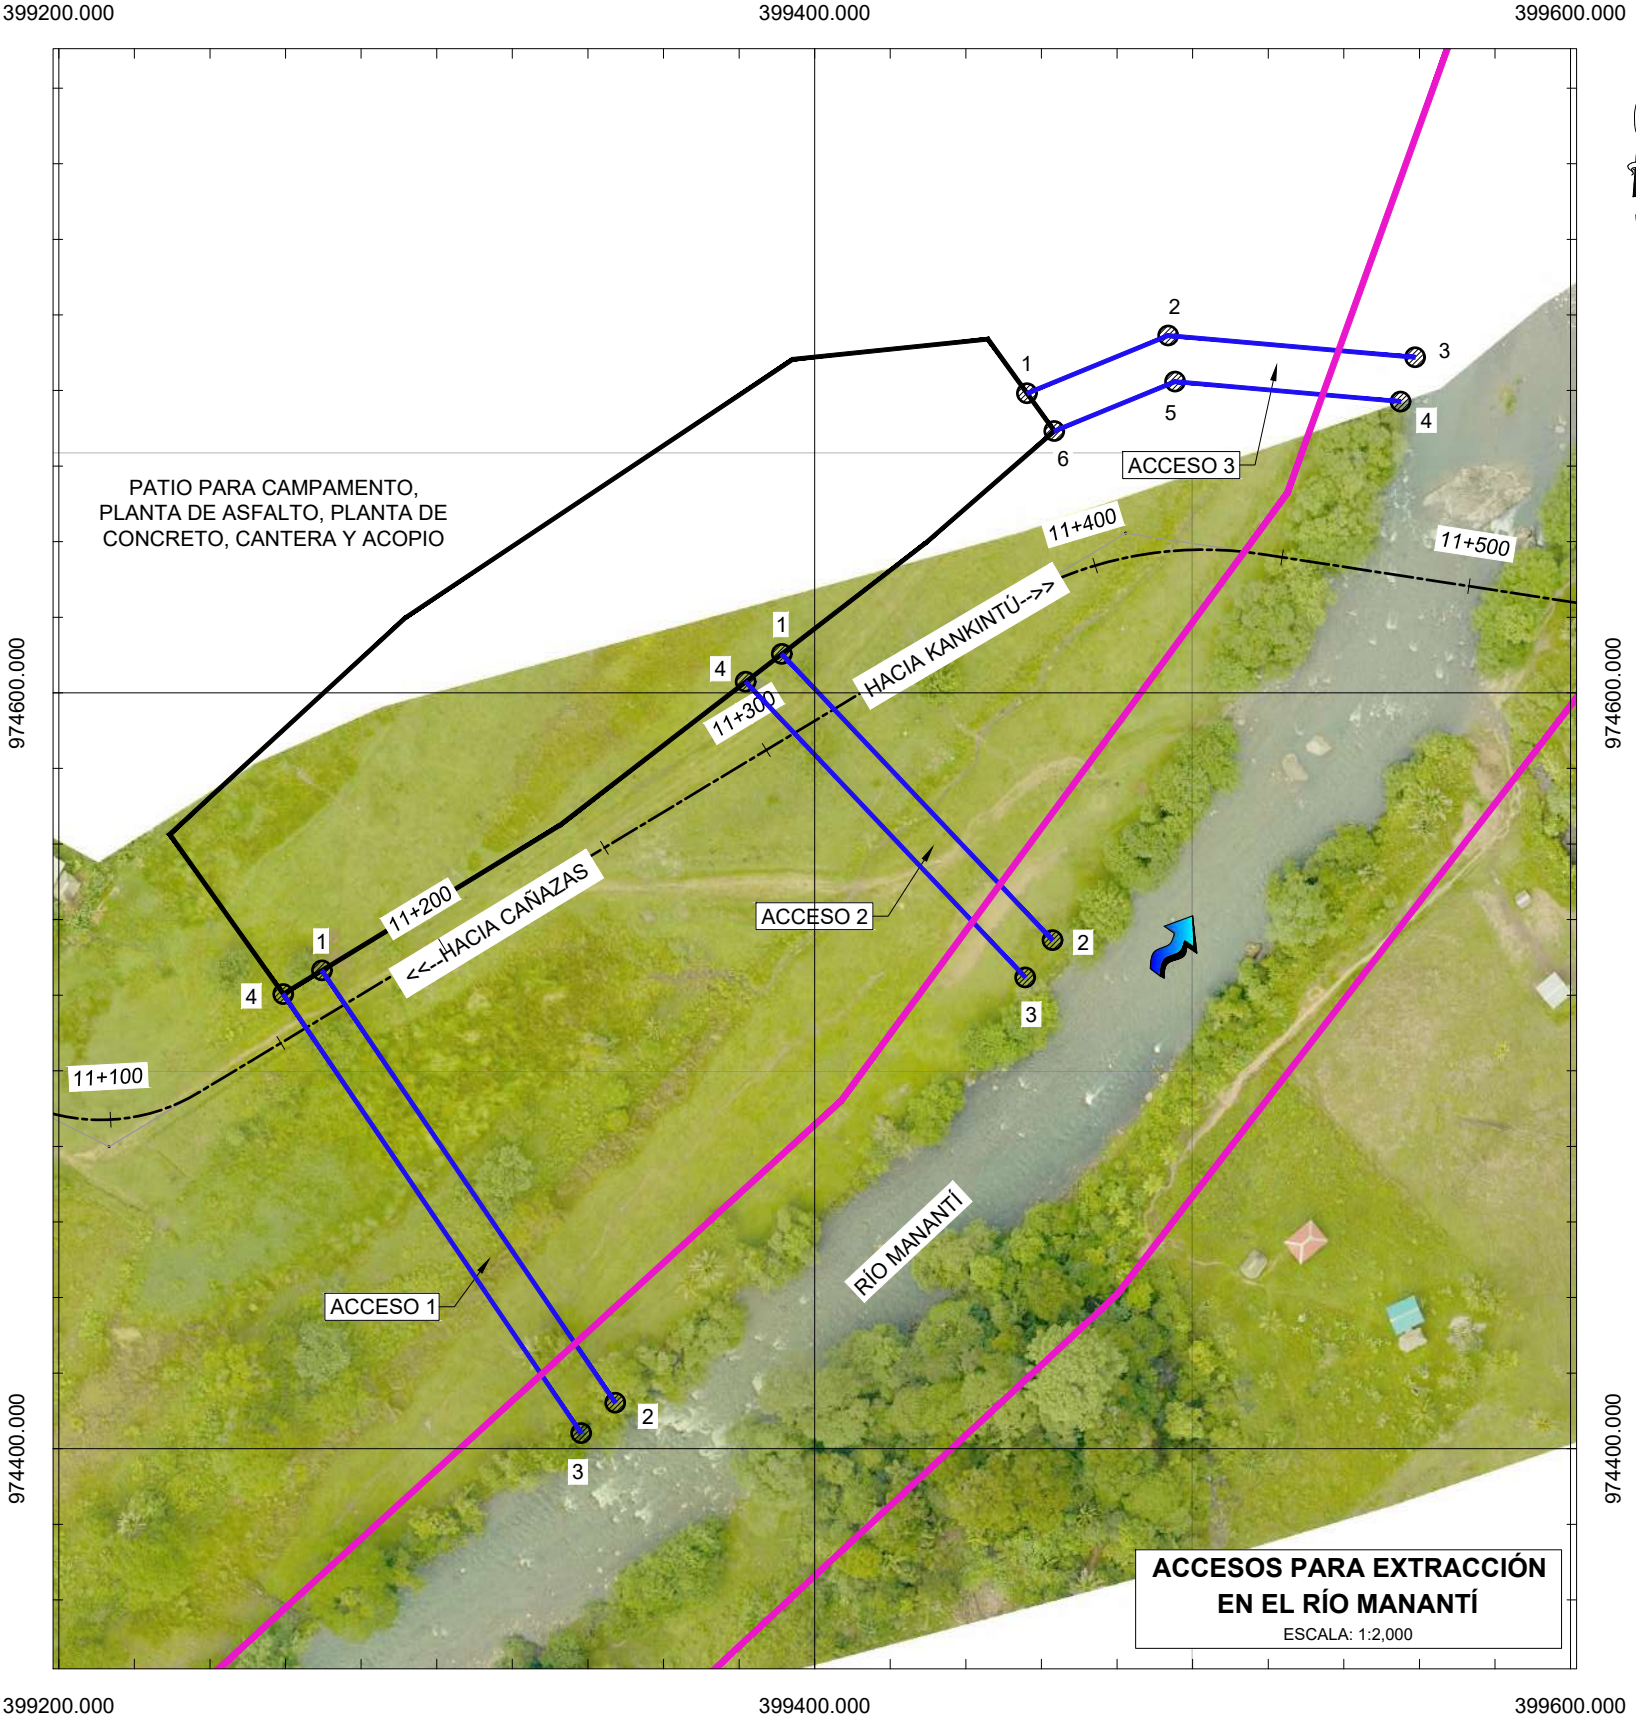 399200.000
399400.000
399600.000
2
1
3
5
4
6
ACCESO 3
PATIO PARA CAMPAMENTO,
PLANTA DE ASFALTO, PLANTA DE
CONCRETO, CANTERA Y ACOPIO
11+400
11+500
HACIA KANKINTÚ-->>
1
4
11+300
974600.000
974600.000
11+200
<<--HACIA CAÑAZAS
ACCESO 2
2
3
1
4
11+100
RÍO MANANTÍ
ACCESO 1
2
3
974400.000
974400.000
ACCESOS PARA EXTRACCIÓN
EN EL RÍO MANANTÍ
ESCALA: 1:2,000
399200.000
399400.000
399600.000